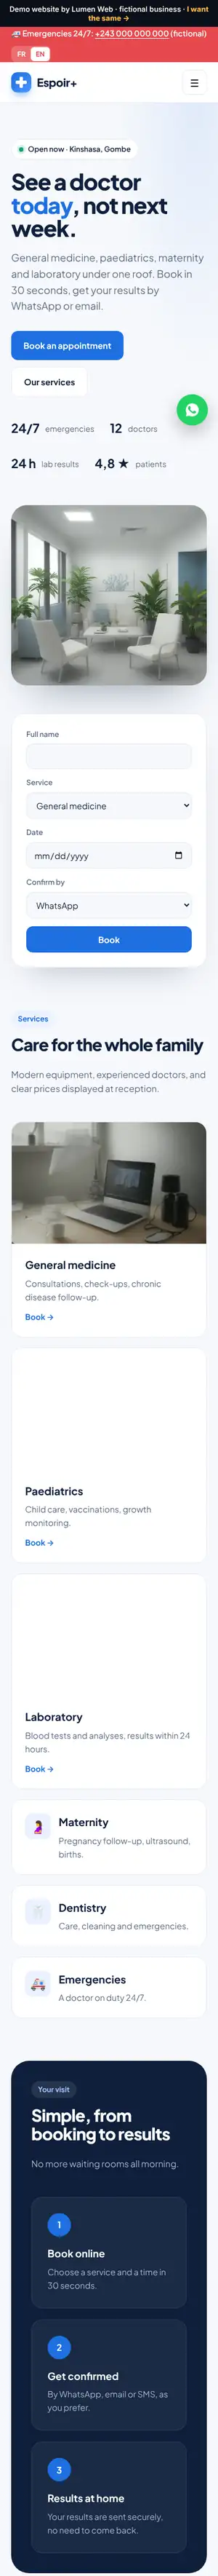 Demo website by Lumen Web · fictional business · I want
the same →
🚑 Emergencies 24/7: +243 000 000 000 (fictional)
FR EN
Espoir+
Open now · Kinshasa, Gombe
See a doctor
today, not next
week.
General medicine, paediatrics, maternity
and laboratory under one roof. Book in
30 seconds, get your results by
WhatsApp or email.
Book an appointment
Our services
24/7 emergencies 12 doctors
24 h lab results 4,8 ★ patients
Full name
Service
General medicine
Date
mm/dd/yyyy
Confirm by
WhatsApp
Book
Services
Care for the whole family
Modern equipment, experienced doctors, and
clear prices displayed at reception.
General medicine
Consultations, check-ups, chronic
disease follow-up.
Book →
Paediatrics
Child care, vaccinations, growth
monitoring.
Book →
Laboratory
Blood tests and analyses, results within 24
hours.
Book →
Maternity
Pregnancy follow-up, ultrasound,
births.
Dentistry
Care, cleaning and emergencies.
Emergencies
A doctor on duty 24/7.
Your visit
Simple, from
booking to results
No more waiting rooms all morning.
1
Book online
Choose a service and a time in
30 seconds.
2
Get confirmed
By WhatsApp, email or SMS, as
you prefer.
3
Results at home
Your results are sent securely,
no need to come back.